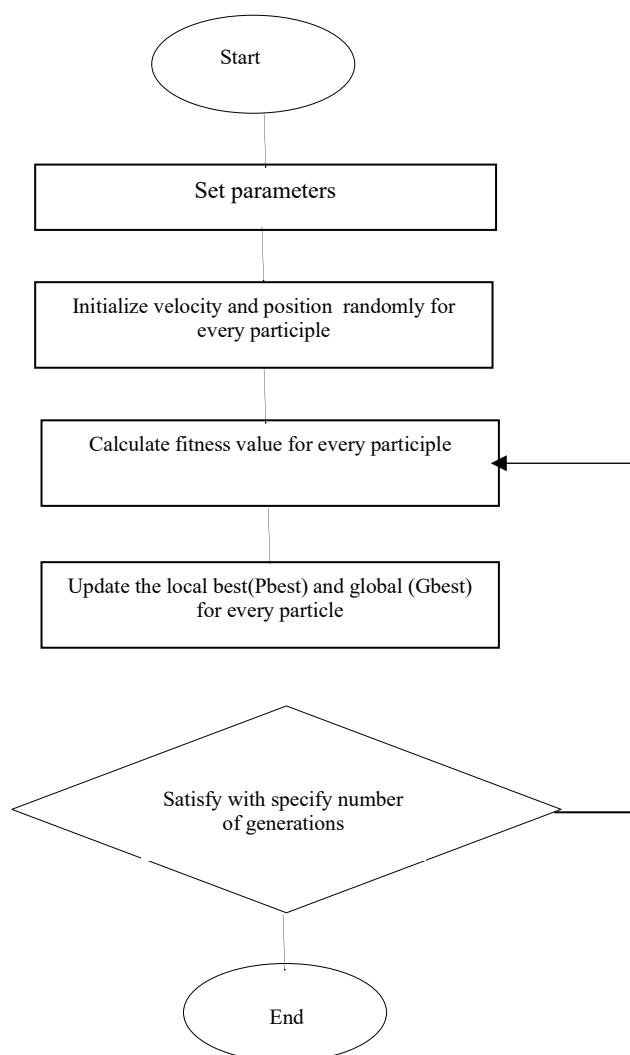 Start
Set parameters
Initialize velocity and position randomly for
every participle
Calculate fitness value for every participle
Update the local best(Pbest) and global (Gbest)
for every particle
Satisfy with specify number
of generations
End